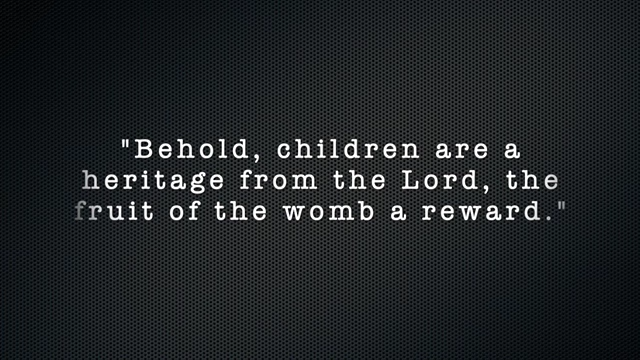 "Behold, children are a
heritage from the Lord, the
fruit of the womb a reward."